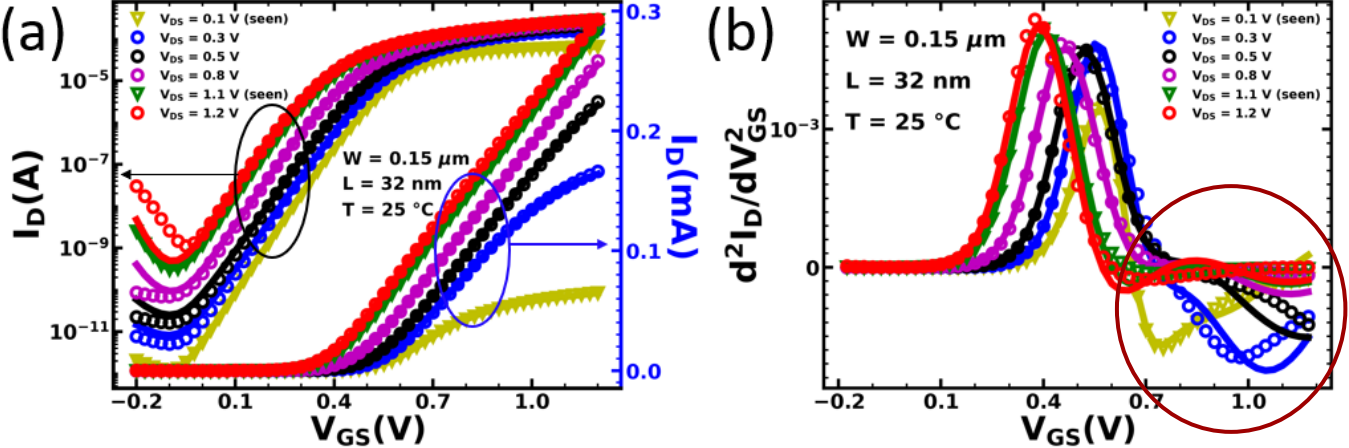 (a)
V_DS = 0.1 V (seen)
V_DS = 0.3 V
V_DS = 0.5 V
V_DS = 0.8 V
V_DS = 1.1 V (seen)
V_DS = 1.2 V
I_D(A)
10^-5
10^-7
10^-9
10^-11
W = 0.15 μm
L = 32 nm
T = 25 °C
0.3
0.2
0.1
0.0
I_D(mA)
−0.2
0.1
0.4
0.7
1.0
V_GS(V)
(b)
W = 0.15 μm
L = 32 nm
T = 25 °C
V_DS = 0.1 V (seen)
V_DS = 0.3 V
V_DS = 0.5 V
V_DS = 0.8 V
V_DS = 1.1 V (seen)
V_DS = 1.2 V
d²I_D/dV²_GS
10^-3
0
−0.2
0.1
0.4
0.7
1.0
V_GS(V)